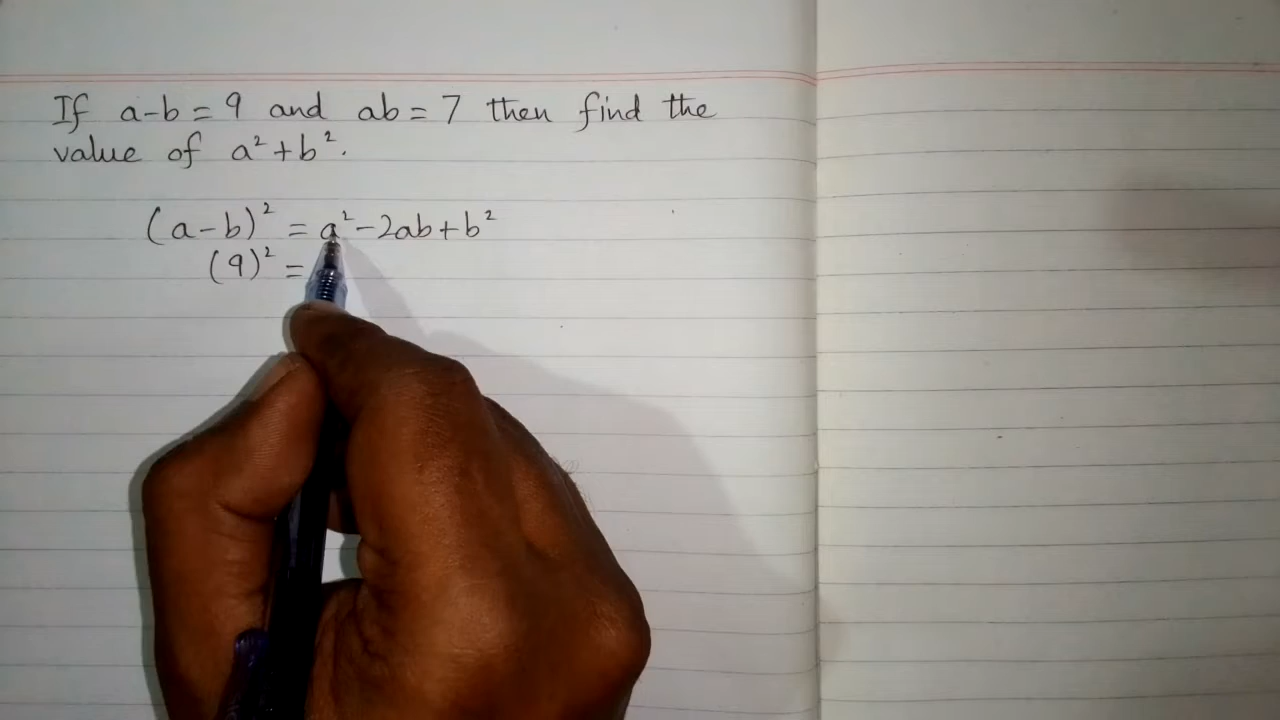 If a-b = 9 and ab = 7 then find the
value of a²+b².
(a-b)² = a²-2ab+b²
(9)² =